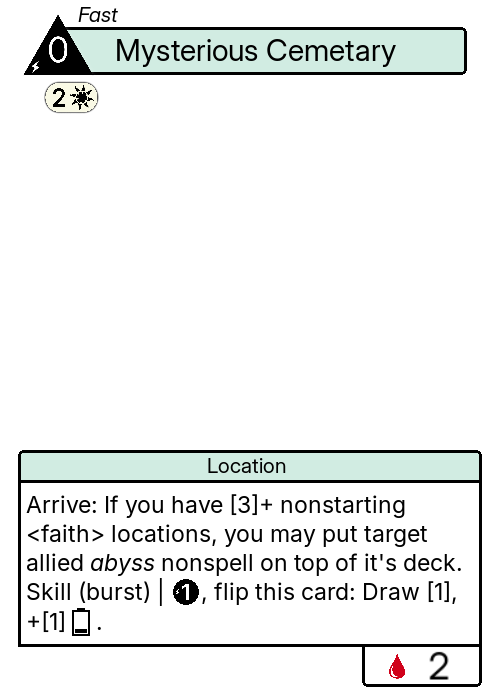 Fast
0 Mysterious Cemetary
2
Location
Arrive: If you have [3]+ nonstarting
<faith> locations, you may put target
allied abyss nonspell on top of it's deck.
Skill (burst) | 1, flip this card: Draw [1],
+[1] .
2